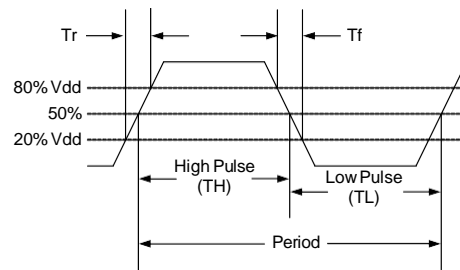 Tr
Tf
80% Vdd
50%
20% Vdd
High Pulse
(TH)
Low Pulse
(TL)
Period